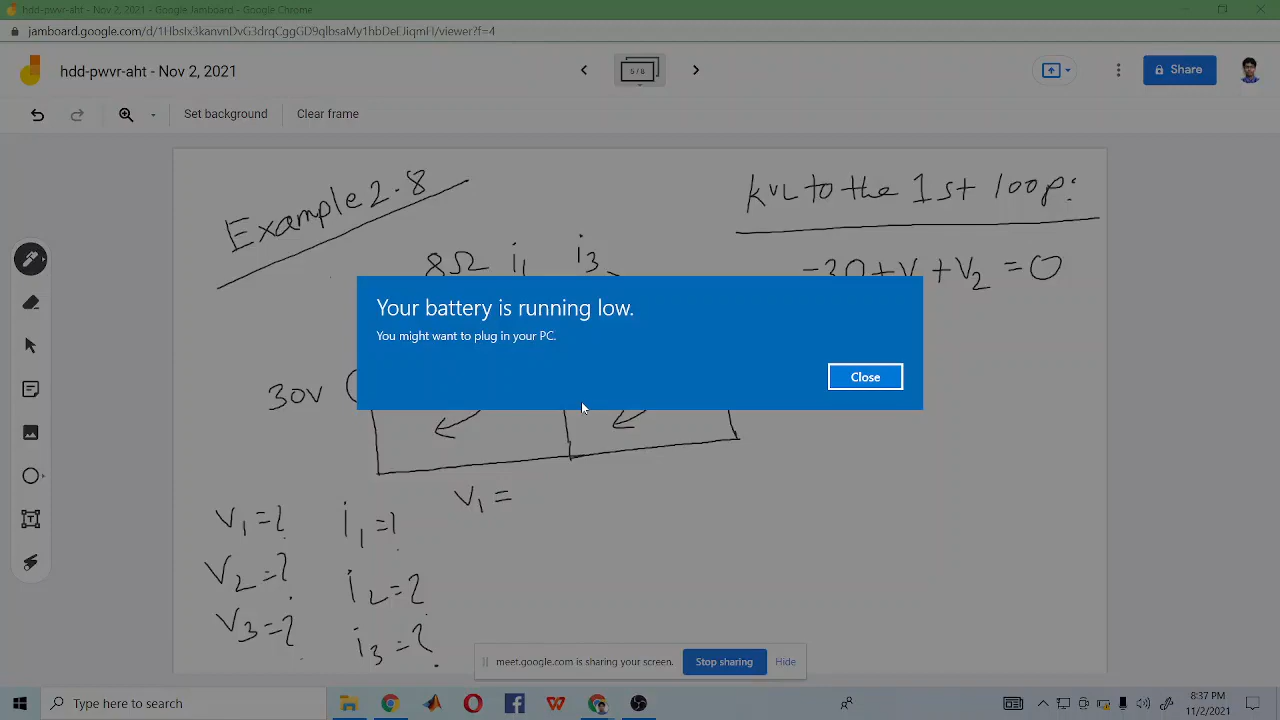 hdd-pwvr-aht - Nov 2, 2021 - Google Jamboard - Google Chrome
hdd-pwvr-aht - Nov 2, 2021
5 / 8
Share
Set background
Clear frame
Example 2.8
KVL to the 1st loop:
8Ω i1 i3
-30 + V + V2 = 0
Your battery is running low.
You might want to plug in your PC.
Close
30V
V1 =
V1 = ? i1 = ?
V2 = ? i2 = ?
V3 = ? i3 = ?
meet.google.com is sharing your screen.
Stop sharing
Hide
Type here to search
8:37 PM
11/2/2021